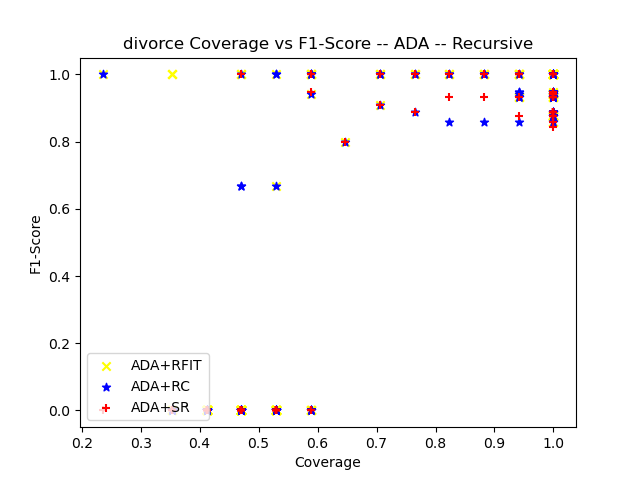 divorce Coverage vs F1-Score -- ADA -- Recursive
1.0
0.8
0.6
0.4
0.2
0.0
F1-Score
ADA+RFIT
ADA+RC
ADA+SR
0.2 0.3 0.4 0.5 0.6 0.7 0.8 0.9 1.0
Coverage